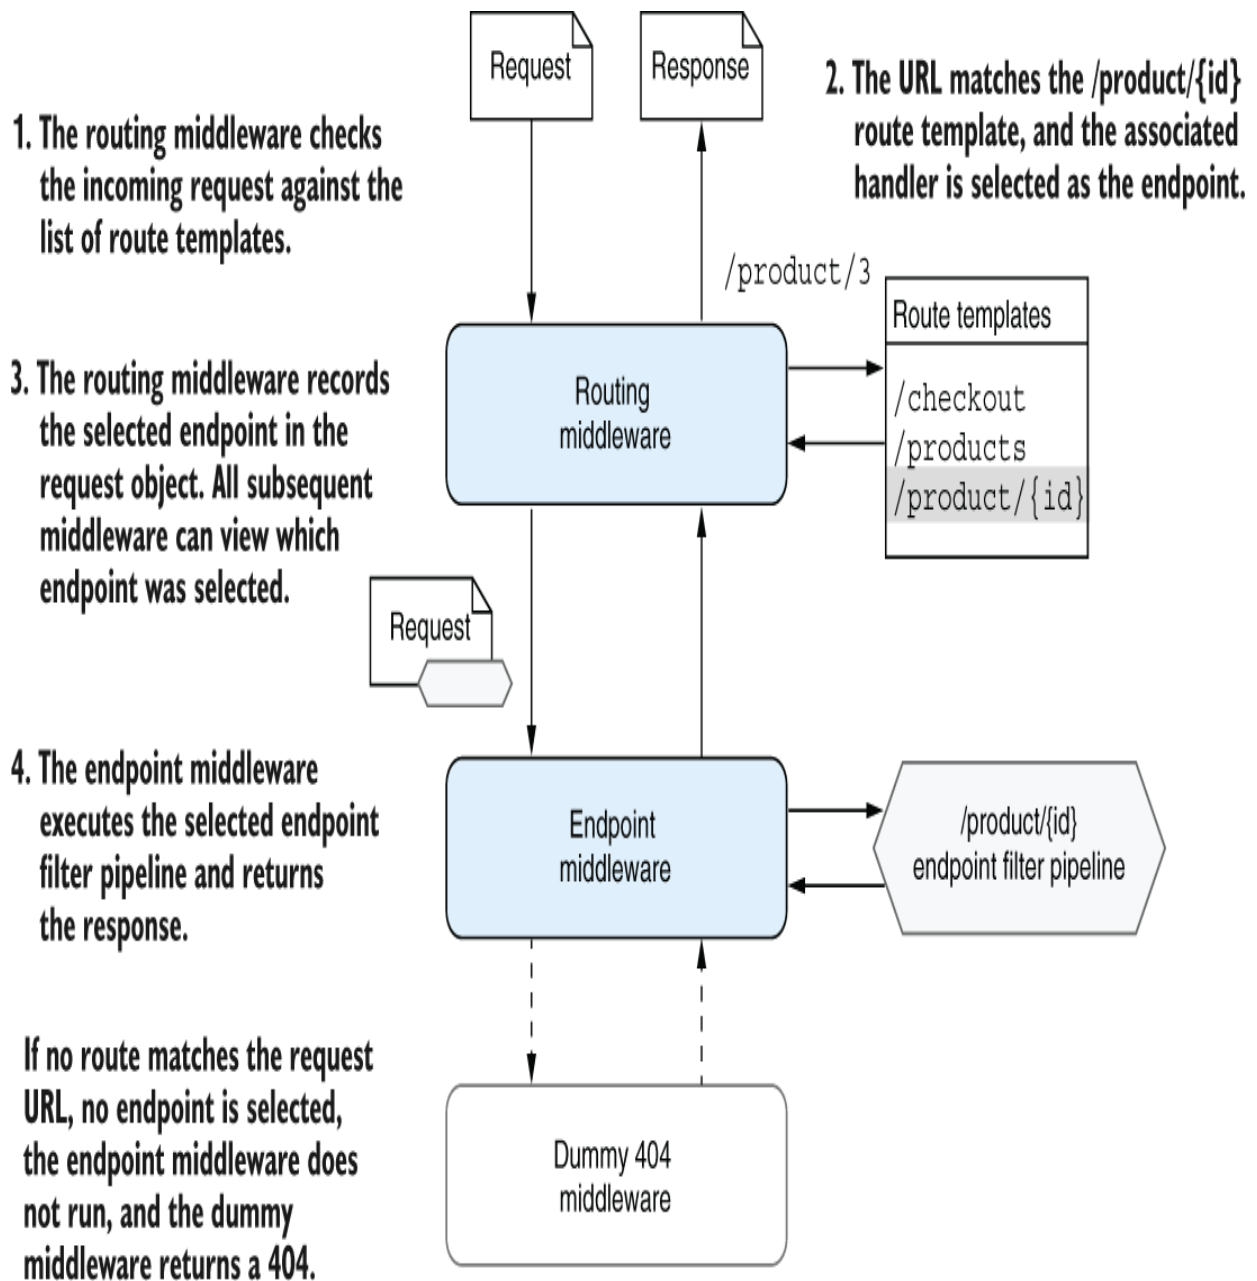 Request
Response
1. The routing middleware checks
the incoming request against the
list of route templates.
2. The URL matches the /product/{id}
route template, and the associated
handler is selected as the endpoint.
/product/3
Route templates
/checkout
/products
/product/{id}
Routing
middleware
3. The routing middleware records
the selected endpoint in the
request object. All subsequent
middleware can view which
endpoint was selected.
Request
4. The endpoint middleware
executes the selected endpoint
filter pipeline and returns
the response.
Endpoint
middleware
/product/{id}
endpoint filter pipeline
If no route matches the request
URL, no endpoint is selected,
the endpoint middleware does
not run, and the dummy
middleware returns a 404.
Dummy 404
middleware